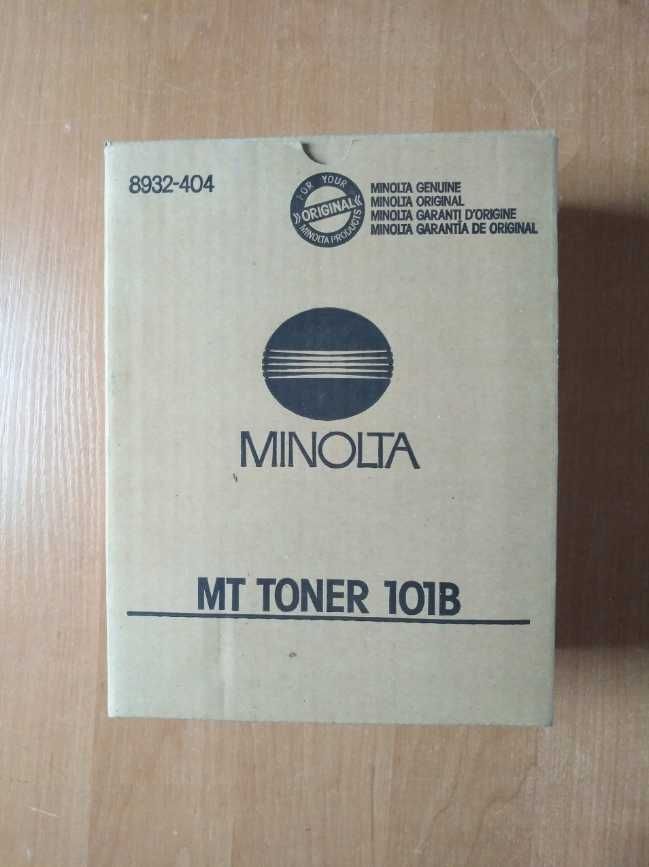 8932-404
FOR YOUR
»ORIGINAL«
MINOLTA PRODUCTS
MINOLTA GENUINE
MINOLTA ORIGINAL
MINOLTA GARANTI D'ORIGINE
MINOLTA GARANTÍA DE ORIGINAL
MINOLTA
MT TONER 101B